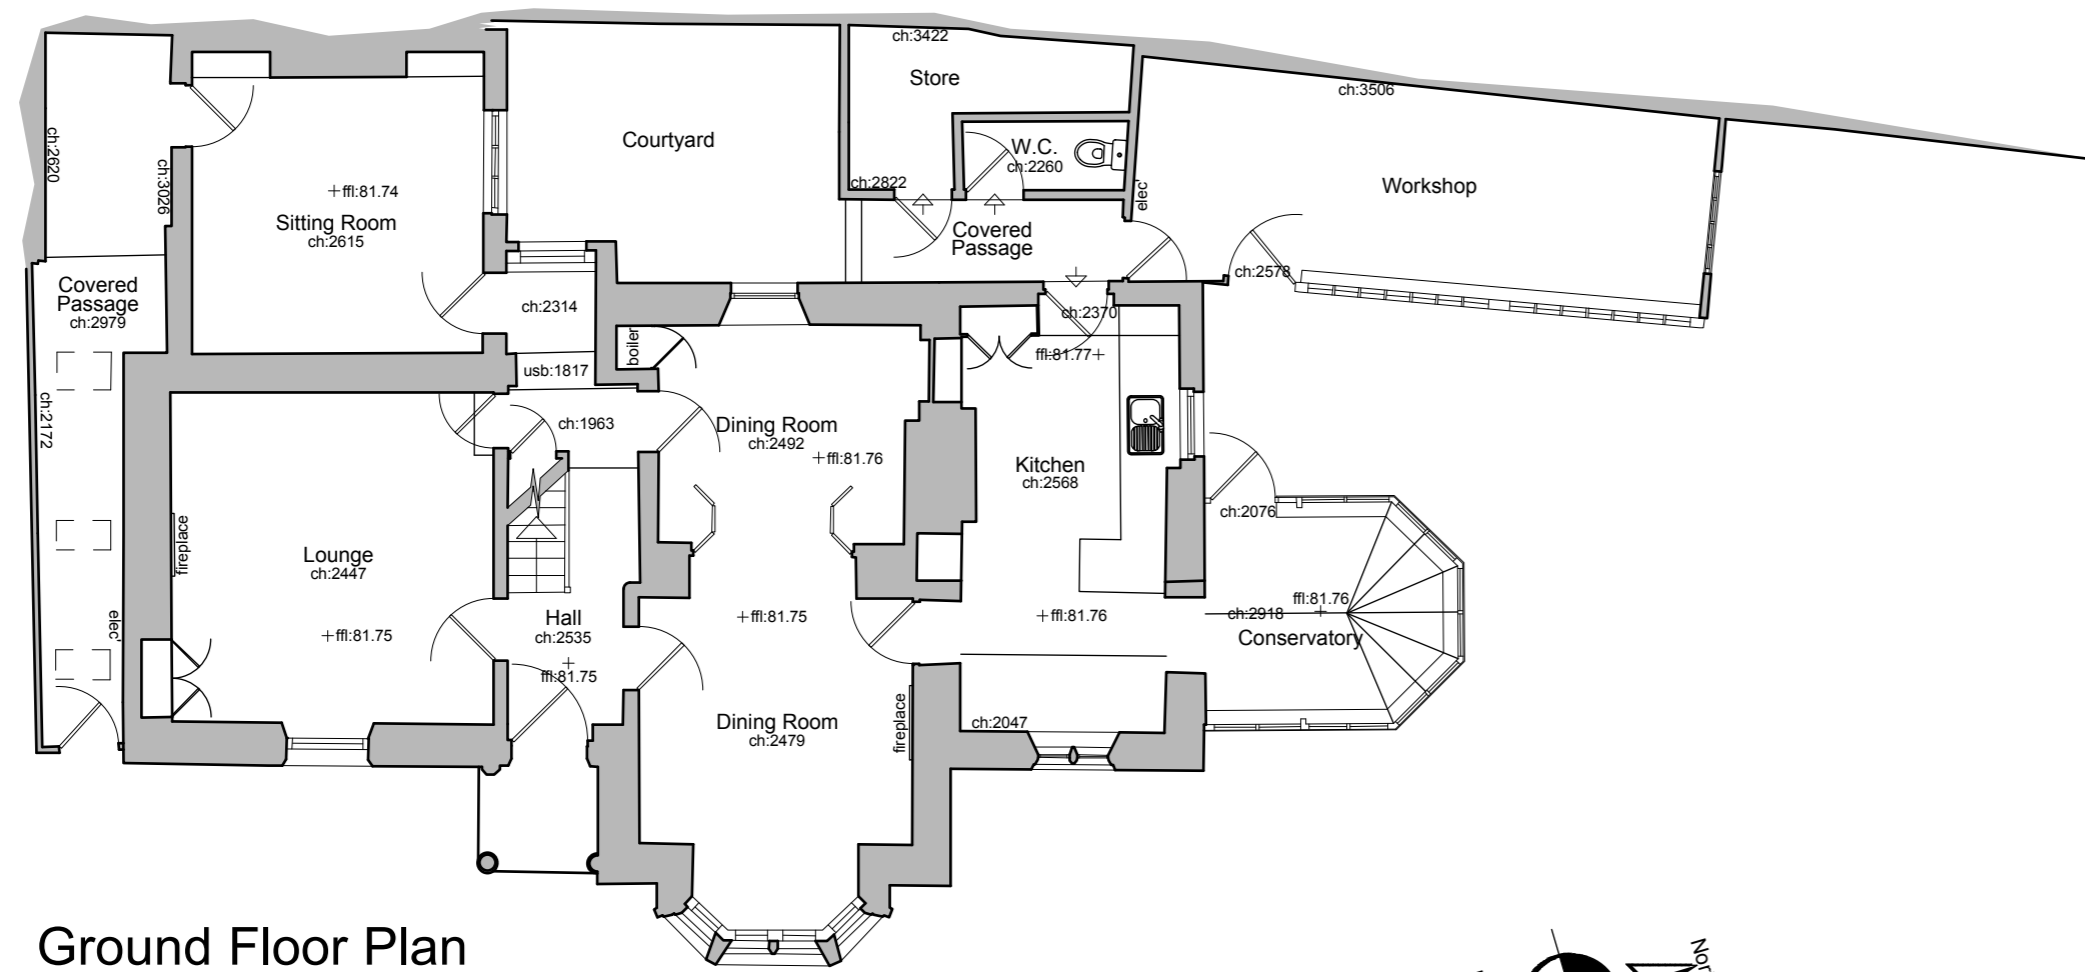 ch:3422
Store
ch:3506
ch:2620
ch:3026
Courtyard
W.C.
ch:2260
ch:2822
elec'
Workshop
+ffl:81.74
Sitting Room
ch:2615
Covered
Passage
ch:2578
Covered
Passage
ch:2979
ch:2314
ch:2370
boiler
ffl:81.77+
usb:1817
ch:2172
ch:1963
Dining Room
ch:2492
+ffl:81.76
Kitchen
ch:2568
ch:2076
fireplace
Lounge
ch:2447
elec'
+ffl:81.75
Hall
ch:2535
ffl:81.75
+ffl:81.75
+ffl:81.76
ffl:81.76
ch:2918
Conservatory
fireplace
Dining Room
ch:2479
ch:2047
Ground Floor Plan